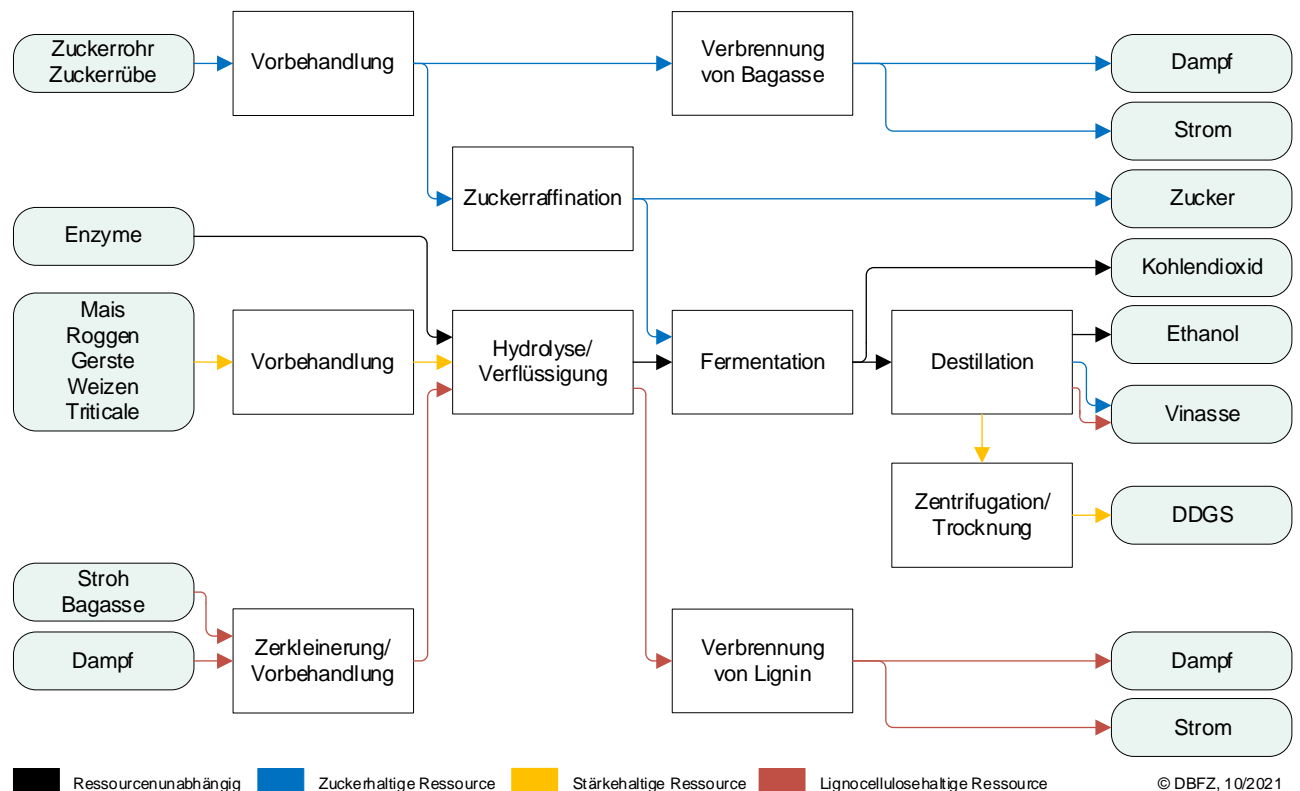 Zuckerrohr
Zuckerrübe
Vorbehandlung
Verbrennung
von Bagasse
Dampf
Strom
Zuckerraffination
Zucker
Enzyme
Kohlendioxid
Mais
Roggen
Gerste
Weizen
Triticale
Vorbehandlung
Hydrolyse/
Verflüssigung
Fermentation
Destillation
Ethanol
Vinasse
Zentrifugation/
Trocknung
DDGS
Stroh
Bagasse
Dampf
Zerkleinerung/
Vorbehandlung
Verbrennung
von Lignin
Dampf
Strom
Ressourcenunabhängig
Zuckerhaltige Ressource
Stärkehaltige Ressource
Lignocellulosehaltige Ressource
© DBFZ, 10/2021